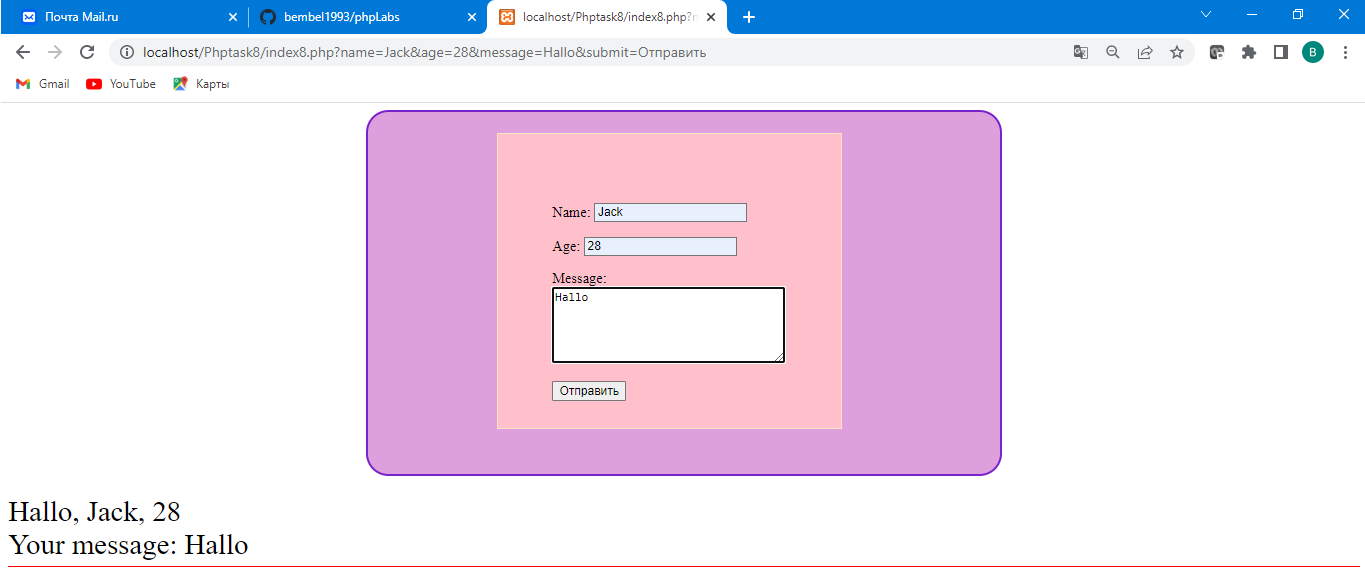 Почта Mail.ru
bembel1993/phpLabs
localhost/Phptask8/index8.php?n
localhost/Phptask8/index8.php?name=Jack&age=28&message=Hallo&submit=Отправить
B
Gmail
YouTube
Карты
Name: Jack
Age: 28
Message:
Hallo
Отправить
Hallo, Jack, 28
Your message: Hallo